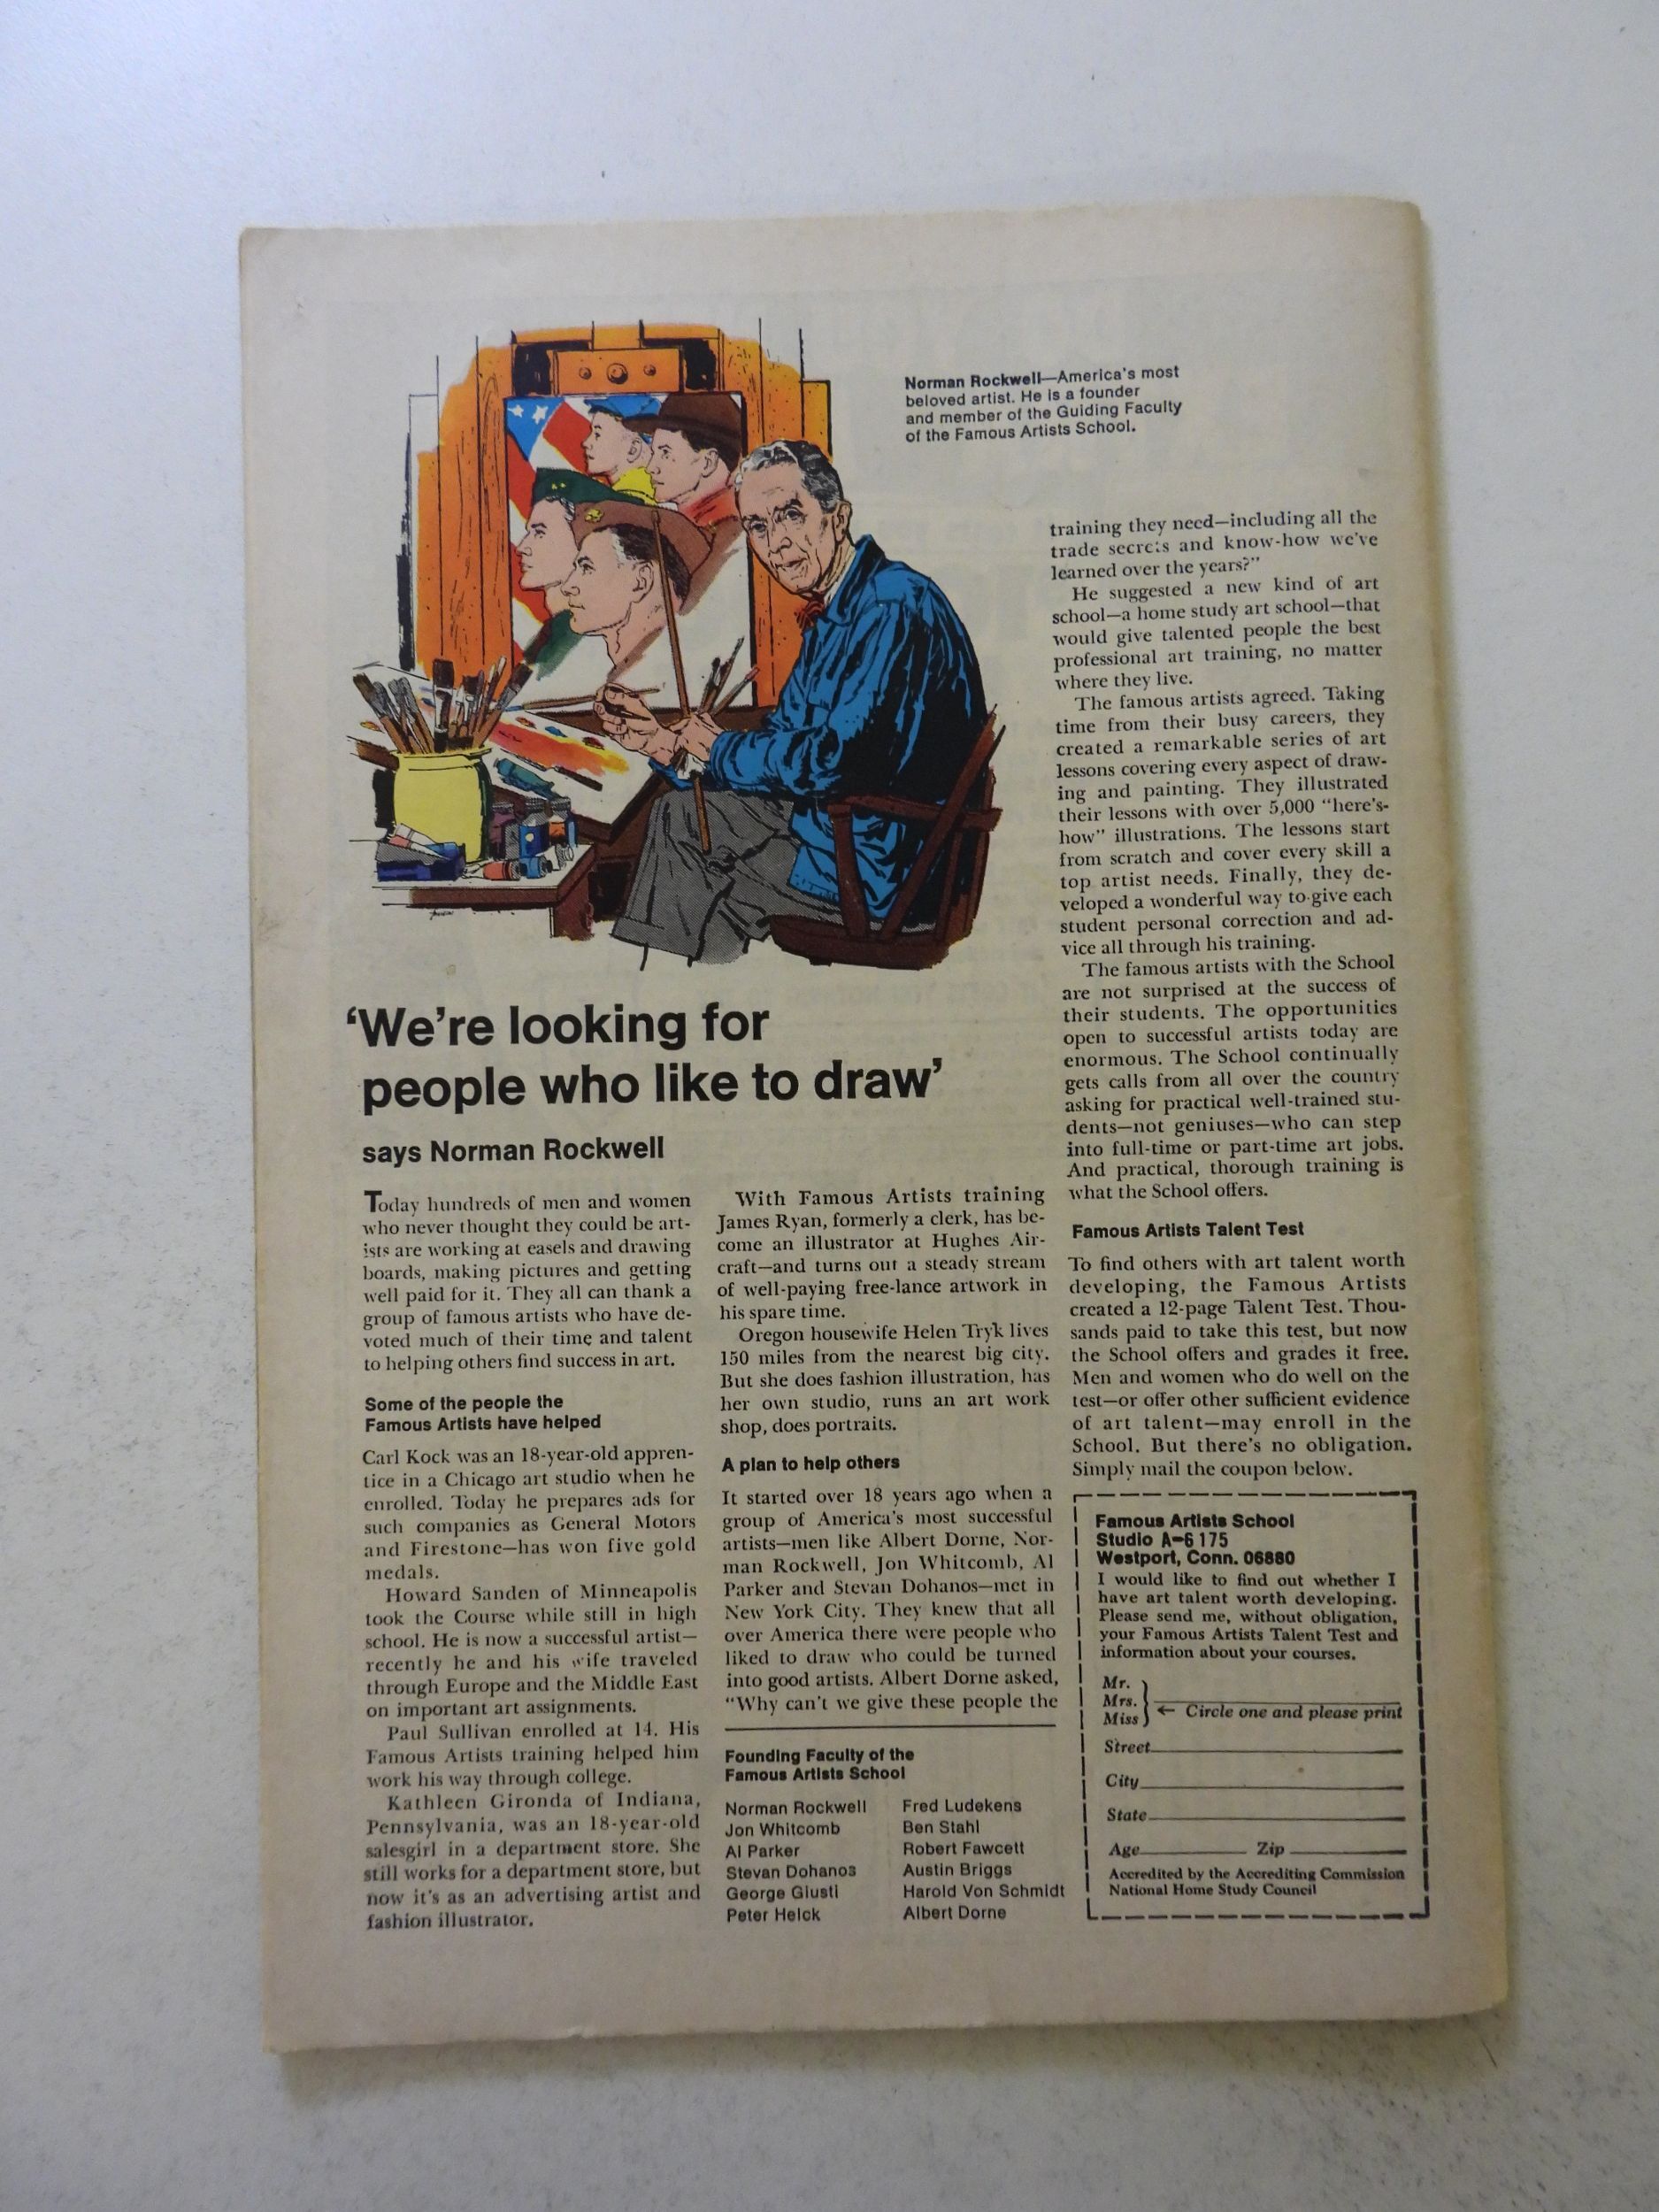 Norman Rockwell—America's most
beloved artist. He is a founder
and member of the Guiding Faculty
of the Famous Artists School.
'We're looking for
people who like to draw'
says Norman Rockwell
Today hundreds of men and women
who never thought they could be art-
ists are working at easels and drawing
boards, making pictures and getting
well paid for it. They all can thank a
group of famous artists who have de-
voted much of their time and talent
to helping others find success in art.
Some of the people the
Famous Artists have helped
Carl Kock was an 18-year-old appren-
tice in a Chicago art studio when he
enrolled. Today he prepares ads for
such companies as General Motors
and Firestone—has won five gold
medals.
Howard Sanden of Minneapolis
took the Course while still in high
school. He is now a successful artist—
recently he and his wife traveled
through Europe and the Middle East
on important art assignments.
Paul Sullivan enrolled at 14. His
Famous Artists training helped him
work his way through college.
Kathleen Gironda of Indiana,
Pennsylvania, was an 18-year-old
salesgirl in a department store. She
still works for a department store, but
now it's as an advertising artist and
fashion illustrator.
With Famous Artists training
James Ryan, formerly a clerk, has be-
come an illustrator at Hughes Air-
craft—and turns out a steady stream
of well-paying free-lance artwork in
his spare time.
Oregon housewife Helen Tryk lives
150 miles from the nearest big city.
But she does fashion illustration, has
her own studio, runs an art work
shop, does portraits.
A plan to help others
It started over 18 years ago when a
group of America's most successful
artists—men like Albert Dorne, Nor-
man Rockwell, Jon Whitcomb, Al
Parker and Stevan Dohanos—met in
New York City. They knew that all
over America there were people who
liked to draw who could be turned
into good artists. Albert Dorne asked,
"Why can't we give these people the
Founding Faculty of the
Famous Artists School
Norman Rockwell
Jon Whitcomb
Al Parker
Stevan Dohanos
George Giusti
Peter Helck
Fred Ludekens
Ben Stahl
Robert Fawcett
Austin Briggs
Harold Von Schmidt
Albert Dorne
training they need—including all the
trade secrets and know-how we've
learned over the years?"
He suggested a new kind of art
school—a home study art school—that
would give talented people the best
professional art training, no matter
where they live.
The famous artists agreed. Taking
time from their busy careers, they
created a remarkable series of art
lessons covering every aspect of draw-
ing and painting. They illustrated
their lessons with over 5,000 "here's-
how" illustrations. The lessons start
from scratch and cover every skill a
top artist needs. Finally, they de-
veloped a wonderful way to give each
student personal correction and ad-
vice all through his training.
The famous artists with the School
are not surprised at the success of
their students. The opportunities
open to successful artists today are
enormous. The School continually
gets calls from all over the country
asking for practical well-trained stu-
dents—not geniuses—who can step
into full-time or part-time art jobs.
And practical, thorough training is
what the School offers.
Famous Artists Talent Test
To find others with art talent worth
developing, the Famous Artists
created a 12-page Talent Test. Thou-
sands paid to take this test, but now
the School offers and grades it free.
Men and women who do well on the
test—or offer other sufficient evidence
of art talent—may enroll in the
School. But there's no obligation.
Simply mail the coupon below.
Famous Artists School
Studio A-6175
Westport, Conn. 06880
I would like to find out whether I
have art talent worth developing.
Please send me, without obligation,
your Famous Artists Talent Test and
information about your courses.
Mr.
Mrs.
Miss ← Circle one and please print
Street
City
State
Age Zip
Accredited by the Accrediting Commission
National Home Study Council